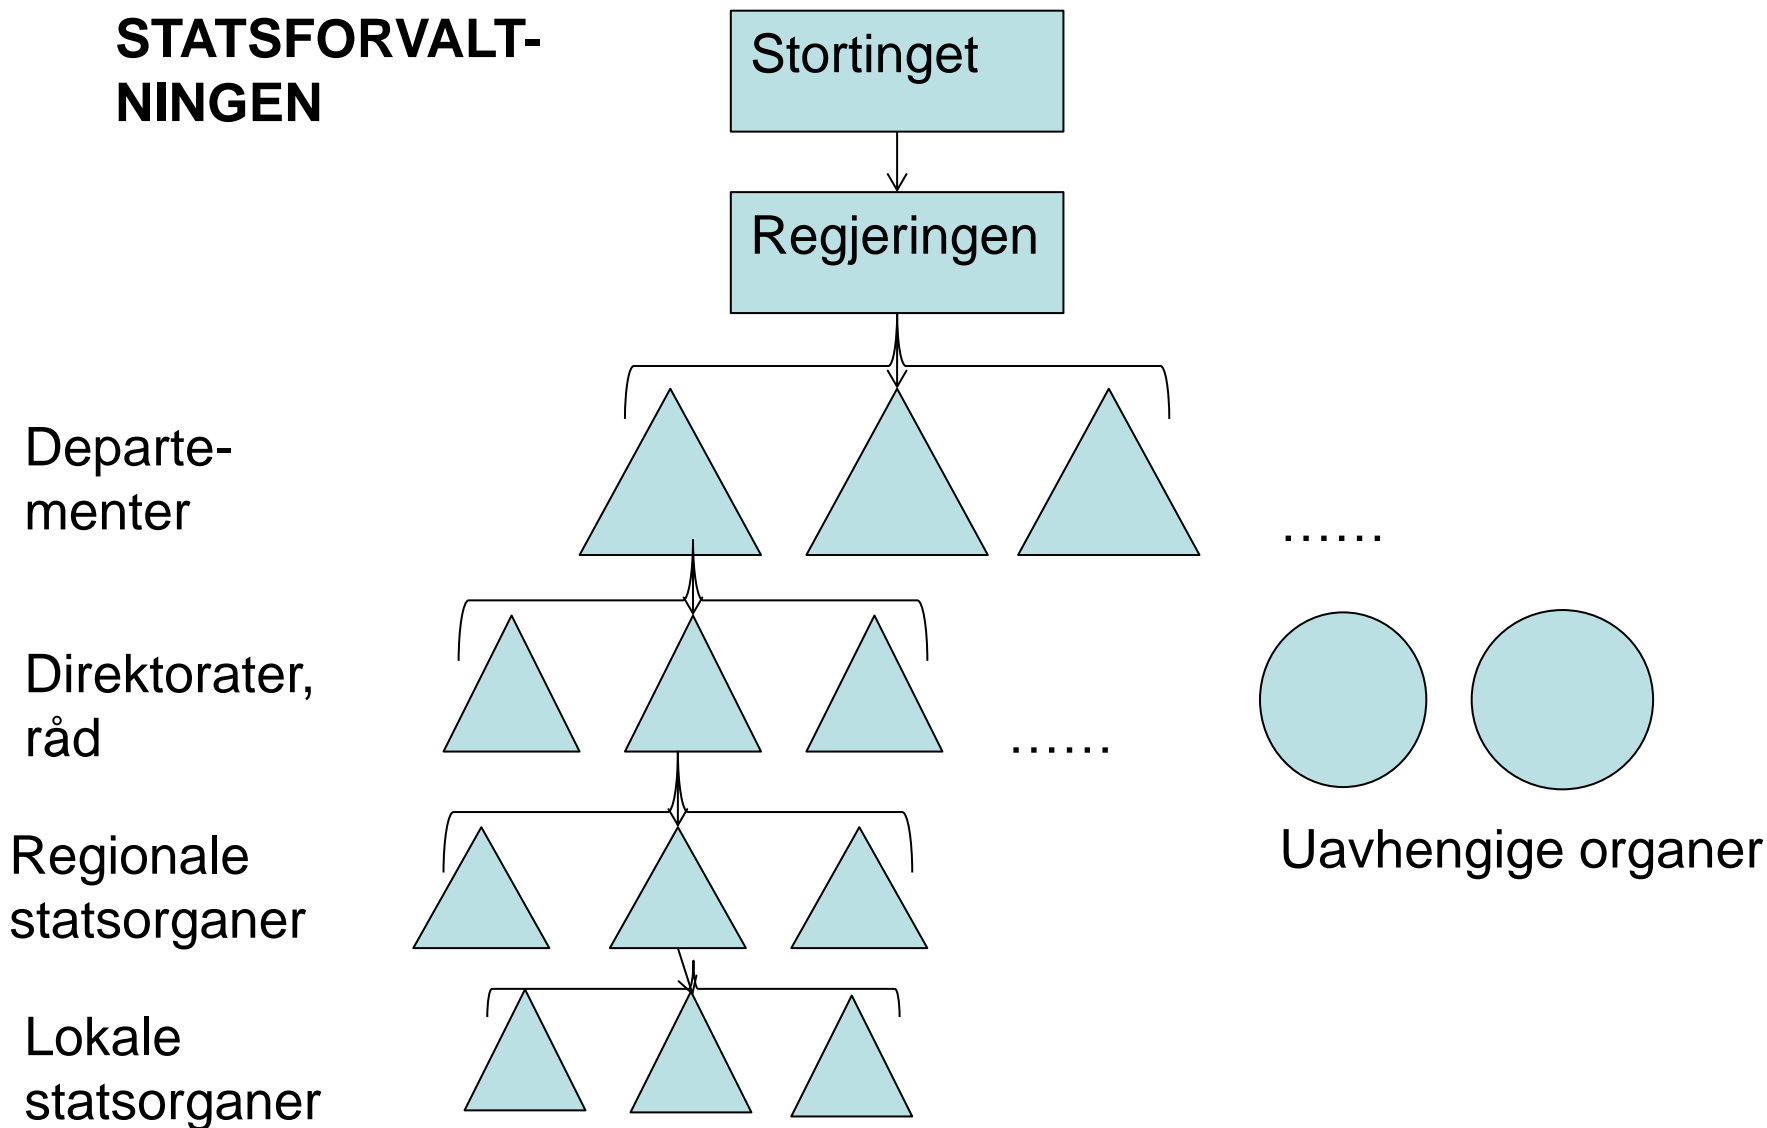 STATSFORVALT-
NINGEN
Stortinget
Regjeringen
Departe-
menter
......
Direktorater,
råd
......
Regionale
statsorganer
Uavhengige organer
Lokale
statsorganer